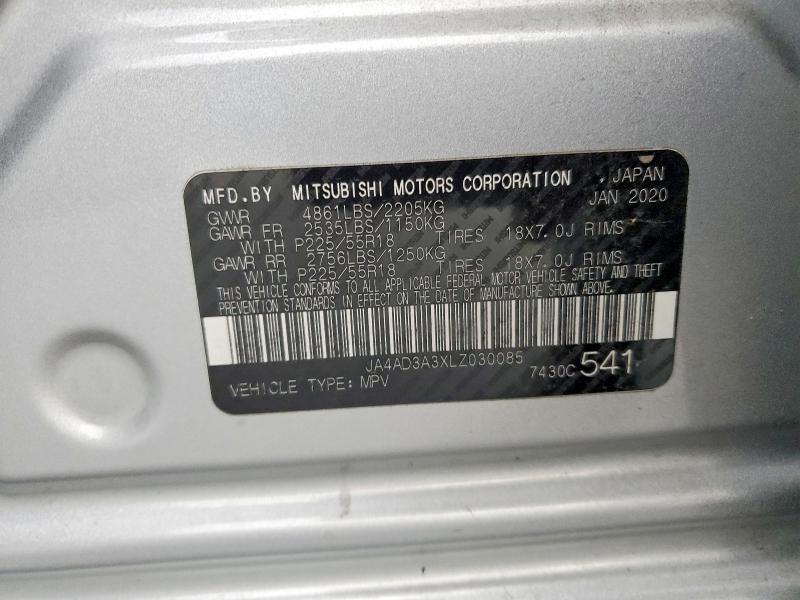 MFD.BY MITSUBISHI MOTORS CORPORATION JAPAN
GVWR 4861LBS/2205KG JAN 2020
GAWR FR 2535LBS/1150KG
WITH P225/55R18 TIRES 18X7.0J RIMS
GAWR RR 2756LBS/1250KG
WITH P225/55R18 TIRES 18X7.0J RIMS
THIS VEHICLE CONFORMS TO ALL APPLICABLE FEDERAL MOTOR VEHICLE SAFETY AND THEFT
PREVENTION STANDARDS IN EFFECT ON THE DATE OF MANUFACTURE SHOWN ABOVE.
JA4AD3A3XLZ030085
VEHICLE TYPE: MPV 7430C 541